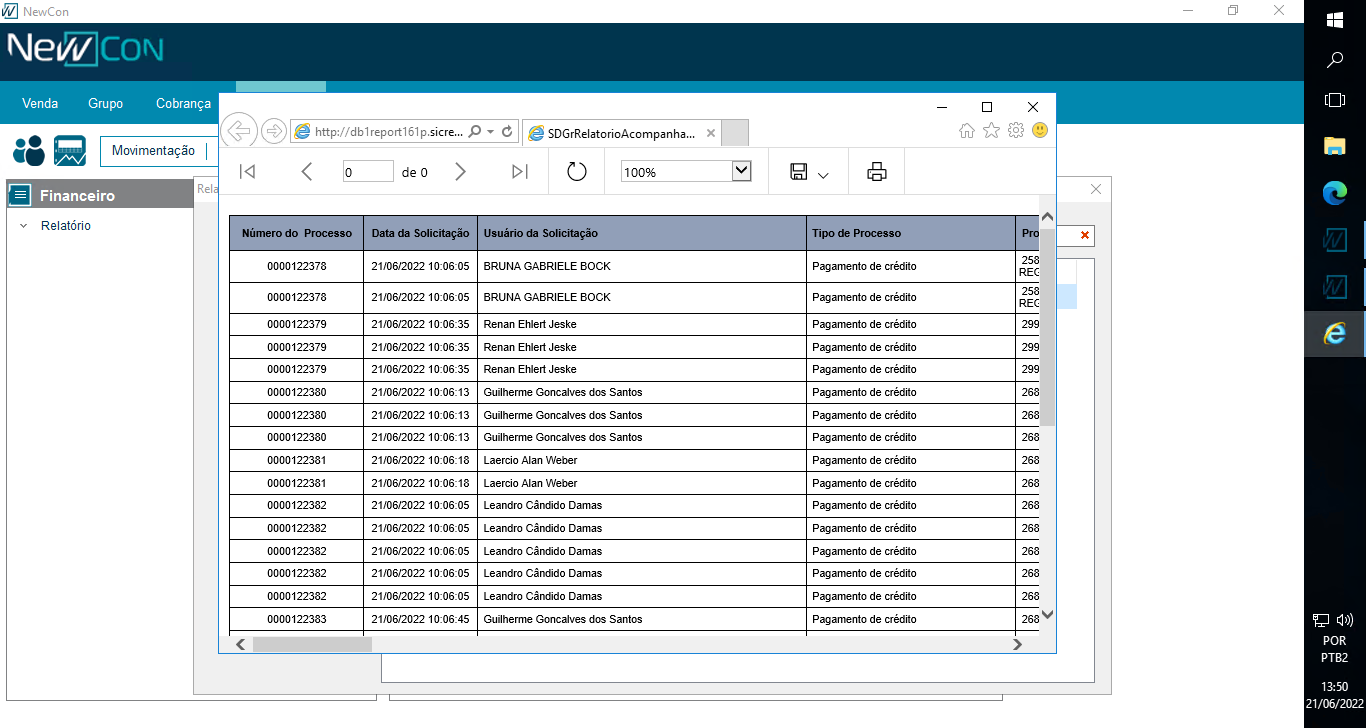 NewCon
NewCon
Venda Grupo Cobrança
Movimentação
Financeiro
Relatório
Rela
http://db1report161p.sicre...
SDGrRelatorioAcompanha...
0 de 0
100%
Número do Processo Data da Solicitação Usuário da Solicitação Tipo de Processo Pro
0000122378 21/06/2022 10:06:05 BRUNA GABRIELE BOCK Pagamento de crédito 258
REG
0000122378 21/06/2022 10:06:05 BRUNA GABRIELE BOCK Pagamento de crédito 258
REG
0000122379 21/06/2022 10:06:35 Renan Ehlert Jeske Pagamento de crédito 299
0000122379 21/06/2022 10:06:35 Renan Ehlert Jeske Pagamento de crédito 299
0000122379 21/06/2022 10:06:35 Renan Ehlert Jeske Pagamento de crédito 299
0000122380 21/06/2022 10:06:13 Guilherme Goncalves dos Santos Pagamento de crédito 268
0000122380 21/06/2022 10:06:13 Guilherme Goncalves dos Santos Pagamento de crédito 268
0000122380 21/06/2022 10:06:13 Guilherme Goncalves dos Santos Pagamento de crédito 268
0000122381 21/06/2022 10:06:18 Laercio Alan Weber Pagamento de crédito 268
0000122381 21/06/2022 10:06:18 Laercio Alan Weber Pagamento de crédito 268
0000122382 21/06/2022 10:06:05 Leandro Cândido Damas Pagamento de crédito 268
0000122382 21/06/2022 10:06:05 Leandro Cândido Damas Pagamento de crédito 268
0000122382 21/06/2022 10:06:05 Leandro Cândido Damas Pagamento de crédito 268
0000122382 21/06/2022 10:06:05 Leandro Cândido Damas Pagamento de crédito 268
0000122382 21/06/2022 10:06:05 Leandro Cândido Damas Pagamento de crédito 268
0000122383 21/06/2022 10:06:45 Guilherme Goncalves dos Santos Pagamento de crédito 268
POR
PTB2
13:50
21/06/2022